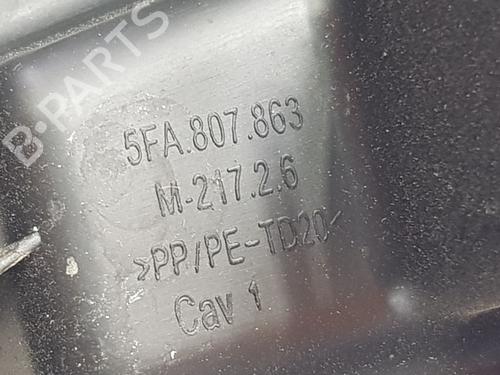 B-PARTS
5FA.807.863
M-217.2.6
>PP/PE-TD20<
Cav 1